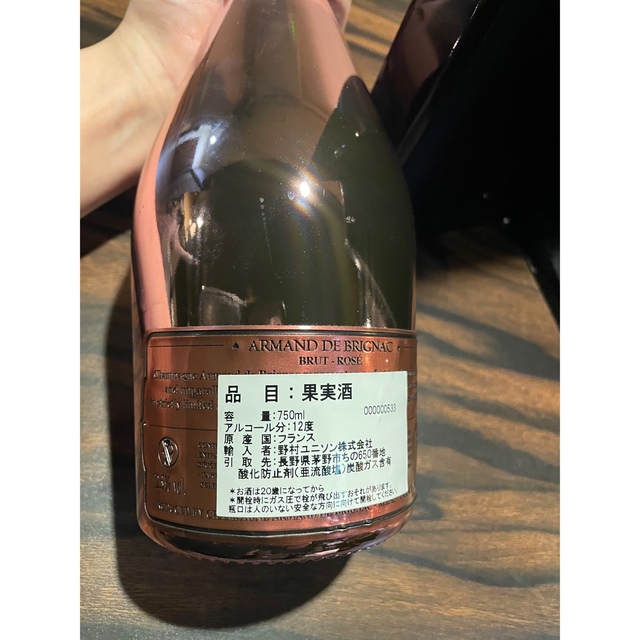 ARMAND DE BRIGNAC
BRUT - ROSÉ
品 目：果実酒
容 量：750ml 000000533
アルコール分：12度
原 産 国：フランス
輸 入 者：野村ユニソン株式会社
引 取 先：長野県茅野市ちの650番地
酸化防止剤（亜流酸塩）炭酸ガス含有
＊お酒は20歳になってから
＊開栓時にガス圧で栓が飛び出すおそれがあります。
瓶口は人のいない安全な方向に向けて開栓してください。